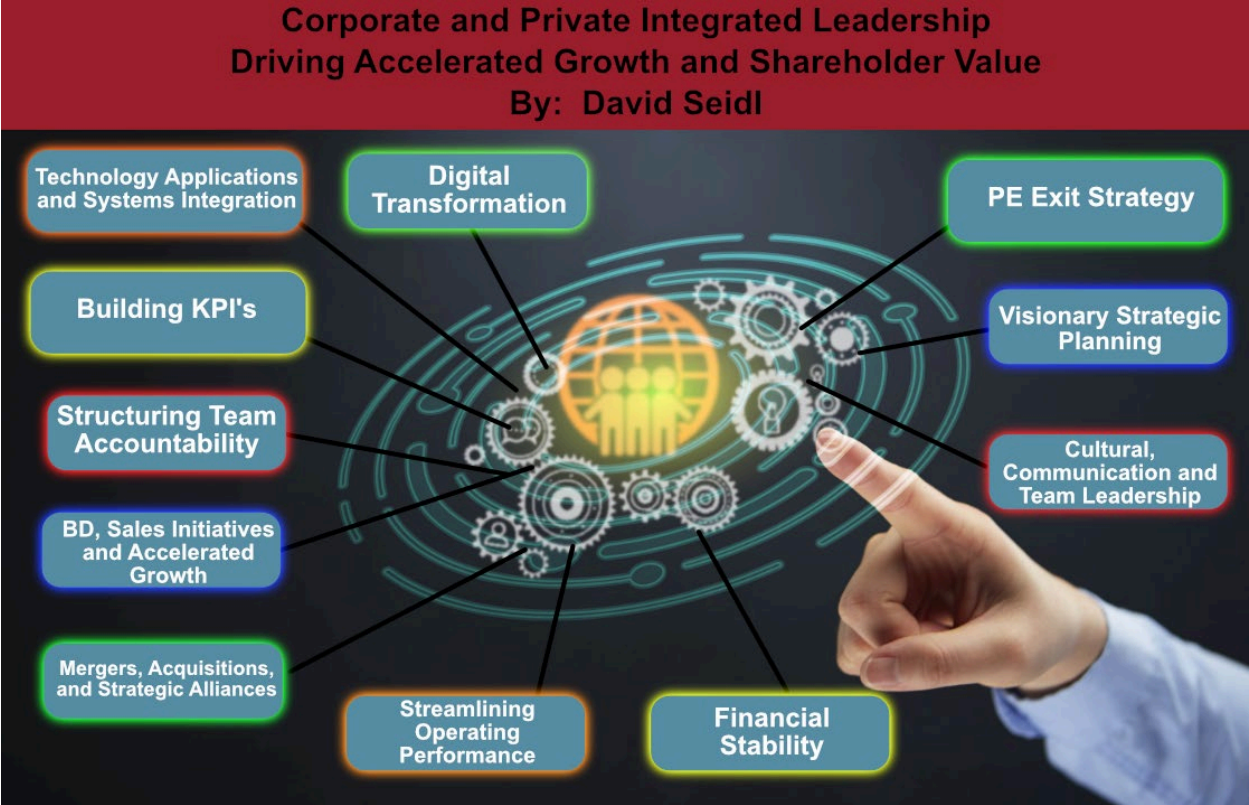 Corporate and Private Integrated Leadership
Driving Accelerated Growth and Shareholder Value
By: David Seidl
Technology Applications
and Systems Integration
Digital
Transformation
PE Exit Strategy
Building KPI's
Visionary Strategic
Planning
Structuring Team
Accountability
Cultural,
Communication and
Team Leadership
BD, Sales Initiatives
and Accelerated
Growth
Mergers, Acquisitions,
and Strategic Alliances
Streamlining
Operating
Performance
Financial
Stability